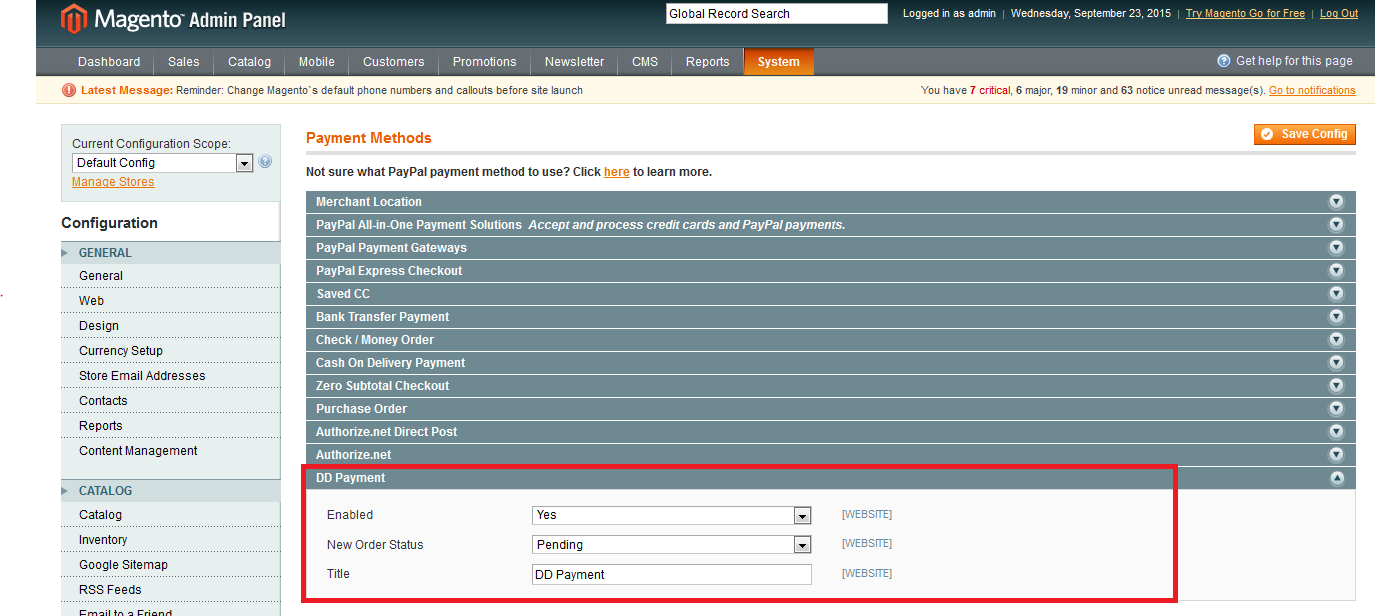 Magento Admin Panel
Global Record Search
Logged in as admin | Wednesday, September 23, 2015 | Try Magento Go for Free | Log Out
Dashboard Sales Catalog Mobile Customers Promotions Newsletter CMS Reports System
Get help for this page
Latest Message: Reminder: Change Magento`s default phone numbers and callouts before site launch
You have 7 critical, 6 major, 19 minor and 63 notice unread message(s). Go to notifications
Current Configuration Scope:
Default Config
Manage Stores
Configuration
GENERAL
General
Web
Design
Currency Setup
Store Email Addresses
Contacts
Reports
Content Management
CATALOG
Catalog
Inventory
Google Sitemap
RSS Feeds
Email to a Friend
Payment Methods
Save Config
Not sure what PayPal payment method to use? Click here to learn more.
Merchant Location
PayPal All-in-One Payment Solutions Accept and process credit cards and PayPal payments.
PayPal Payment Gateways
PayPal Express Checkout
Saved CC
Bank Transfer Payment
Check / Money Order
Cash On Delivery Payment
Zero Subtotal Checkout
Purchase Order
Authorize.net Direct Post
Authorize.net
DD Payment
Enabled Yes [WEBSITE]
New Order Status Pending [WEBSITE]
Title DD Payment [WEBSITE]